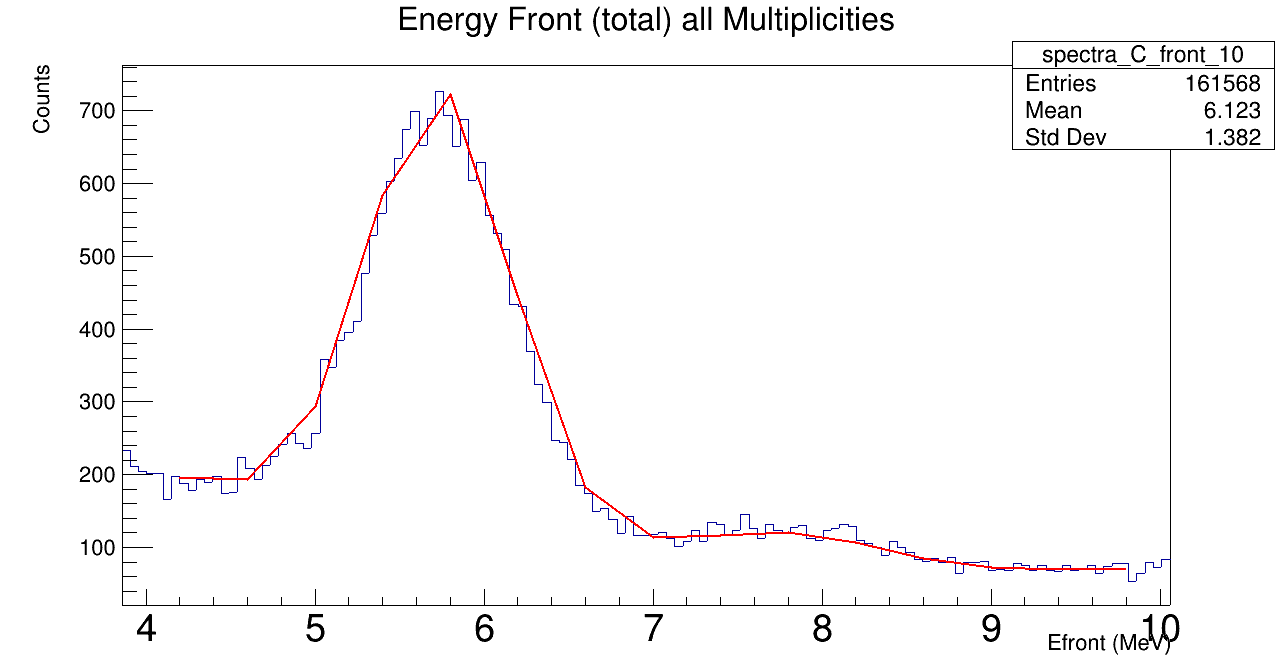 Energy Front (total) all Multiplicities
spectra_C_front_10
Entries 161568
Mean 6.123
Std Dev 1.382
Counts
700
600
500
400
300
200
100
4 5 6 7 8 9 10
Efront (MeV)